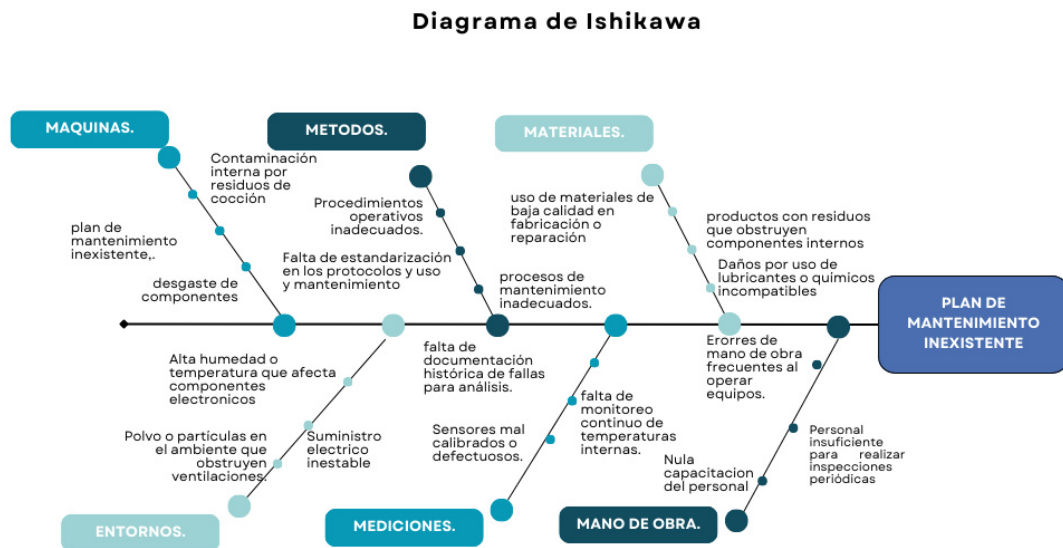 Diagrama de Ishikawa
MAQUINAS.
METODOS.
MATERIALES.
Contaminación
interna por
residuos de
cocción
plan de
mantenimiento
inexistente,.
desgaste de
componentes
Procedimientos
operativos
inadecuados.
Falta de estandarización
en los protocolos y uso
y mantenimiento
procesos de
mantenimiento
inadecuados.
uso de materiales de
baja calidad en
fabricación o
reparación
productos con residuos
que obstruyen
componentes internos
Daños por uso de
lubricantes o químicos
incompatibles
PLAN DE
MANTENIMIENTO
INEXISTENTE
Alta humedad o
temperatura que afecta
componentes
electronicos
Polvo o partículas en
el ambiente que
obstruyen
ventilaciones.
Suministro
electrico
inestable
falta de
documentación
histórica de fallas
para análisis.
Sensores mal
calibrados o
defectuosos.
falta de
monitoreo
continuo de
temperaturas
internas.
Erorres de
mano de obra
frecuentes al
operar
equipos.
Nula
capacitacion
del personal
Personal
insuficiente
para realizar
inspecciones
periódicas
ENTORNOS.
MEDICIONES.
MANO DE OBRA.